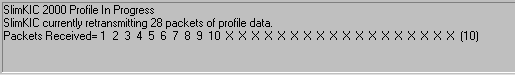 SlimKIC 2000 Profile In Progress
SlimKIC currently retransmitting 28 packets of profile data.
Packets Received= 1 2 3 4 5 6 7 8 9 10 X X X X X X X X X X X X X X X X X X (10)